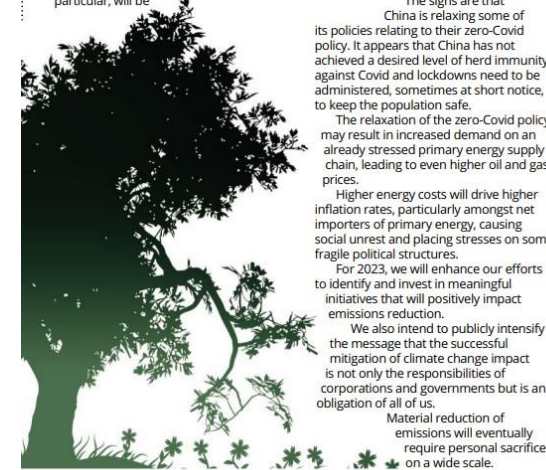 particular, will be
The signs are that
China is relaxing some of
its policies relating to their zero-Covid
policy. It appears that China has not
achieved a desired level of herd immunity
against Covid and lockdowns need to be
administered, sometimes at short notice,
to keep the population safe.
The relaxation of the zero-Covid policy
may result in increased demand on an
already stressed primary energy supply
chain, leading to even higher oil and gas
prices.
Higher energy costs will drive higher
inflation rates, particularly amongst net
importers of primary energy, causing
social unrest and placing stresses on som
fragile political structures.
For 2023, we will enhance our efforts
to identify and invest in meaningful
initiatives that will positively impact
emissions reduction.
We also intend to publicly intensify
the message that the successful
mitigation of climate change impact
is not only the responsibilities of
corporations and governments but is an
obligation of all of us.
Material reduction of
emissions will eventually
require personal sacrifice
on a wide scale.